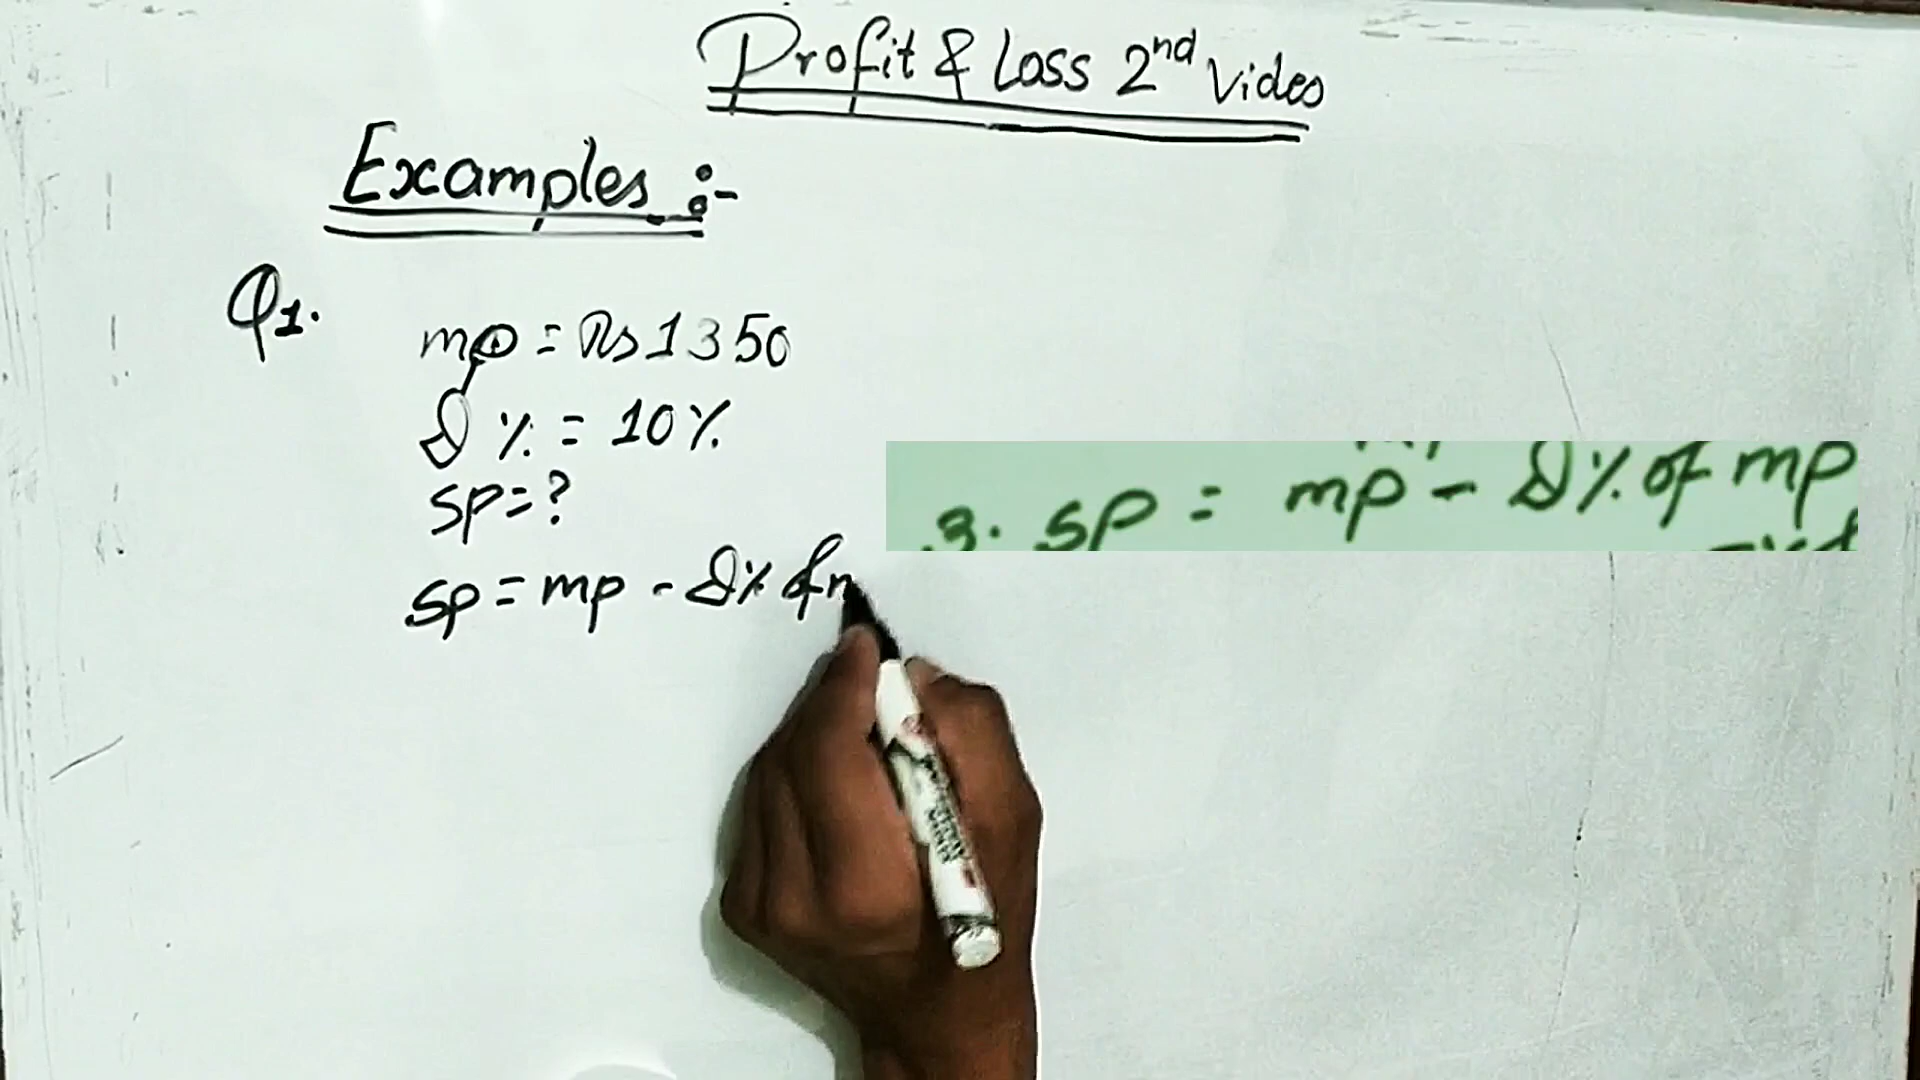 Profit & Loss 2nd Video
Examples :-
Q1.
mp = Rs 1350
D % = 10%
SP = ?
3. SP = mp - D% of mp
SP = mp - D% of m